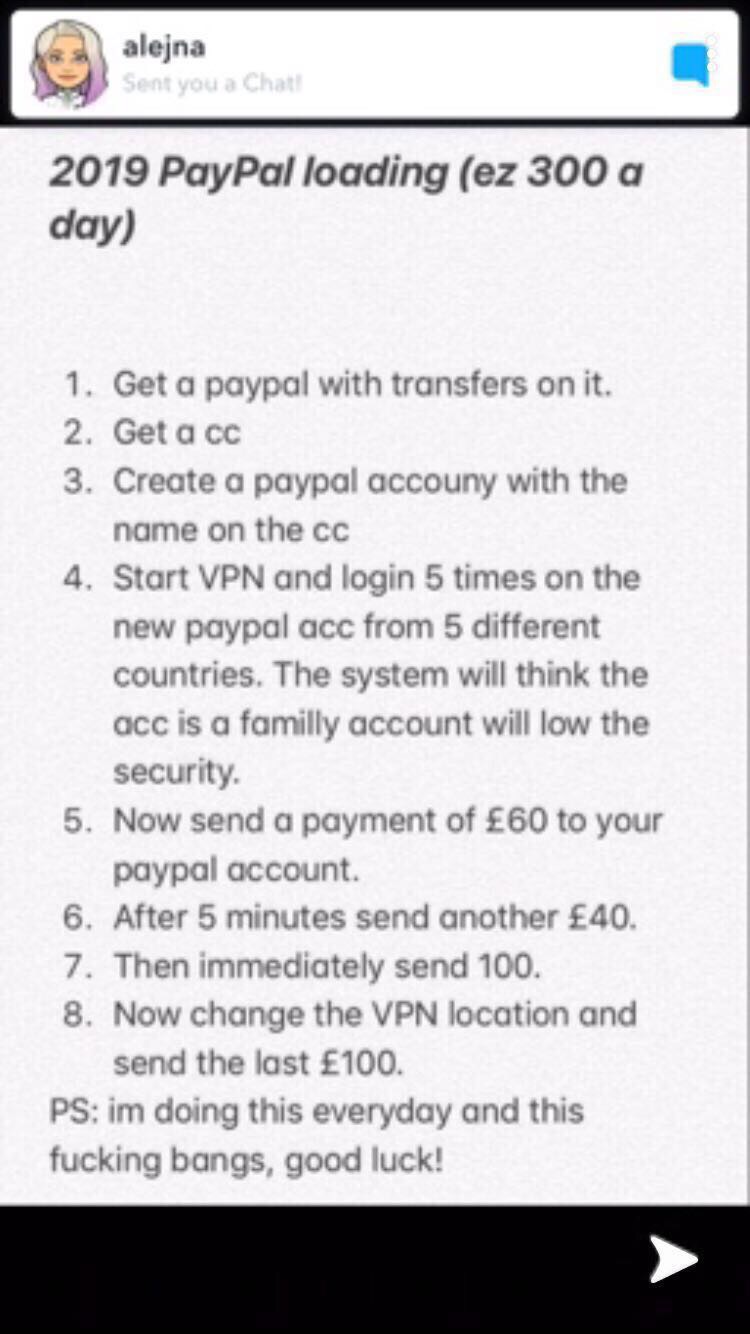 alejna
Sent you a Chat!
2019 PayPal loading (ez 300 a
day)
1. Get a paypal with transfers on it.
2. Get a cc
3. Create a paypal accouny with the
name on the cc
4. Start VPN and login 5 times on the
new paypal acc from 5 different
countries. The system will think the
acc is a familly account will low the
security.
5. Now send a payment of £60 to your
paypal account.
6. After 5 minutes send another £40.
7. Then immediately send 100.
8. Now change the VPN location and
send the last £100.
PS: im doing this everyday and this
fucking bangs, good luck!